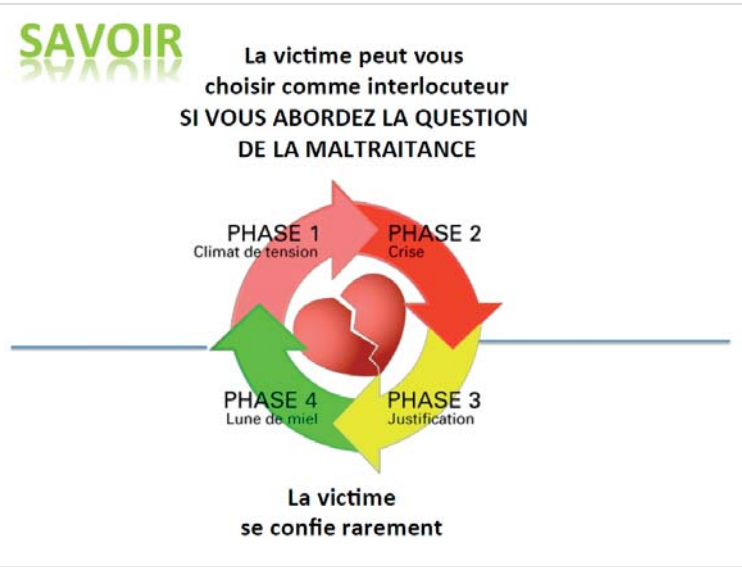 SAVOIR
La victime peut vous
choisir comme interlocuteur
SI VOUS ABORDEZ LA QUESTION
DE LA MALTRAITANCE
PHASE 1
Climat de tension
PHASE 2
Crise
PHASE 4
Lune de miel
PHASE 3
Justification
La victime
se confie rarement